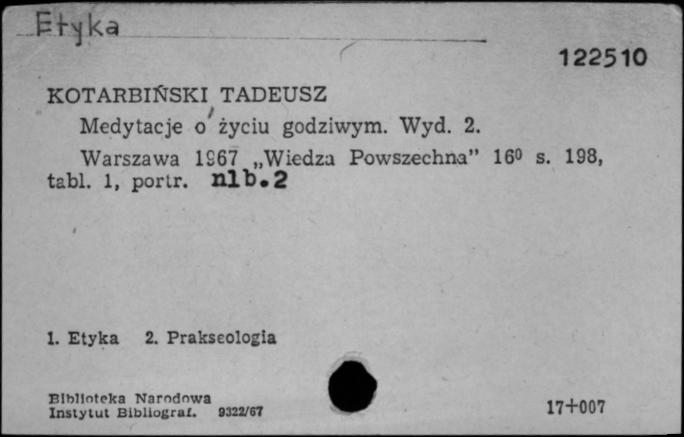 Etyka
122510
KOTARBIŃSKI TADEUSZ
Medytacje o życiu godziwym. Wyd. 2.
Warszawa 1967 „Wiedza Powszechna” 16⁰ s. 198,
tabl. 1, portr. nlb. 2
1. Etyka 2. Prakseologia
Biblioteka Narodowa
Instytut Bibliograf. 9322/67
17+007